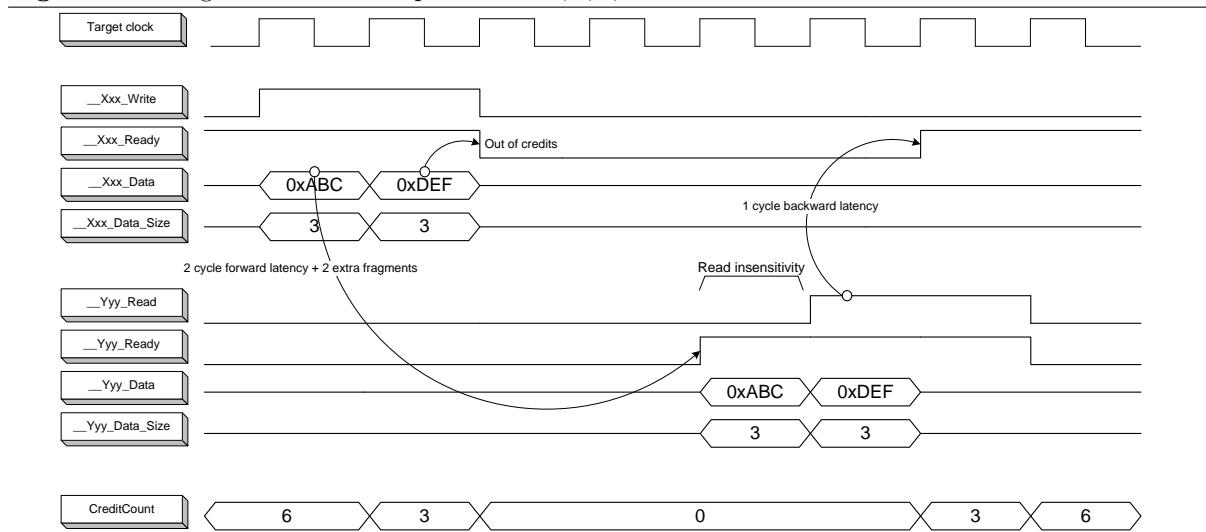 Target clock
__Xxx_Write
__Xxx_Ready
Out of credits
__Xxx_Data
0xABC
0xDEF
1 cycle backward latency
__Xxx_Data_Size
3
3
2 cycle forward latency + 2 extra fragments
Read insensitivity
__Yyy_Read
__Yyy_Ready
__Yyy_Data
0xABC
0xDEF
__Yyy_Data_Size
3
3
CreditCount
6
3
0
3
6